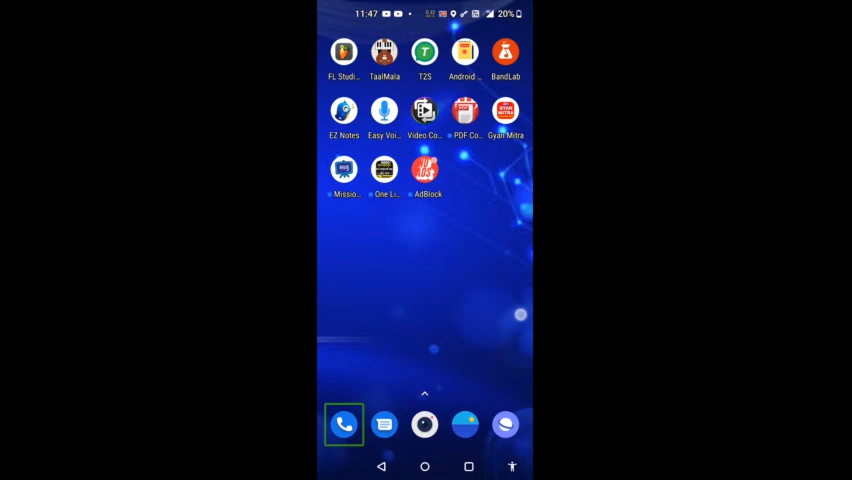 11:47 20%
FL Studi... TaalMala T2S Android ... BandLab
EZ Notes Easy Voi... Video Co... PDF Co... Gyan Mitra
Missio... One Li... AdBlock